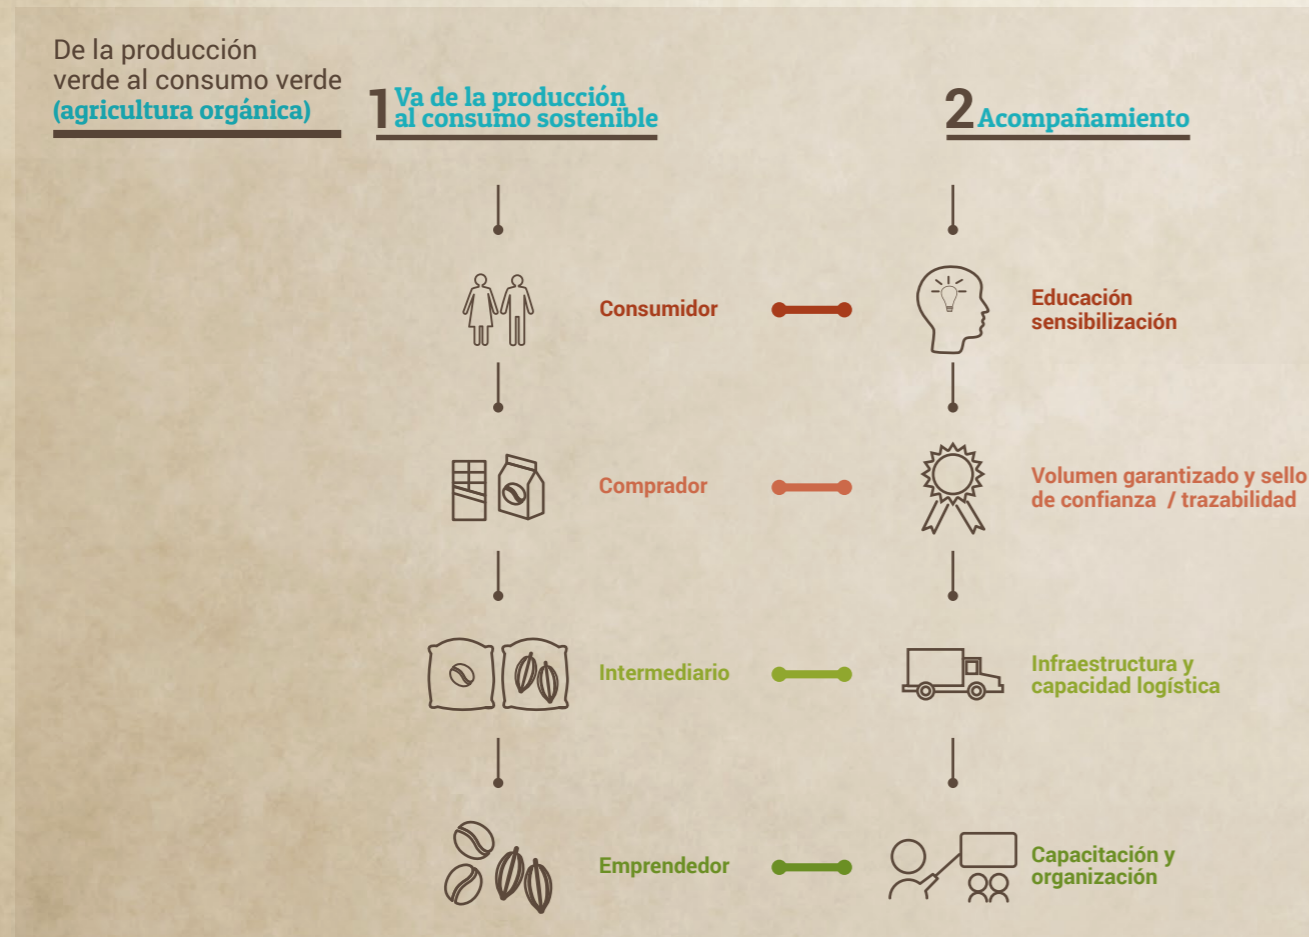 De la producción
verde al consumo verde
(agricultura orgánica)
1 Va de la producción
al consumo sostenible
2 Acompañamiento
Consumidor
Educación
sensibilización
Comprador
Volumen garantizado y sello
de confianza / trazabilidad
Intermediario
Infraestructura y
capacidad logística
Emprendedor
Capacitación y
organización